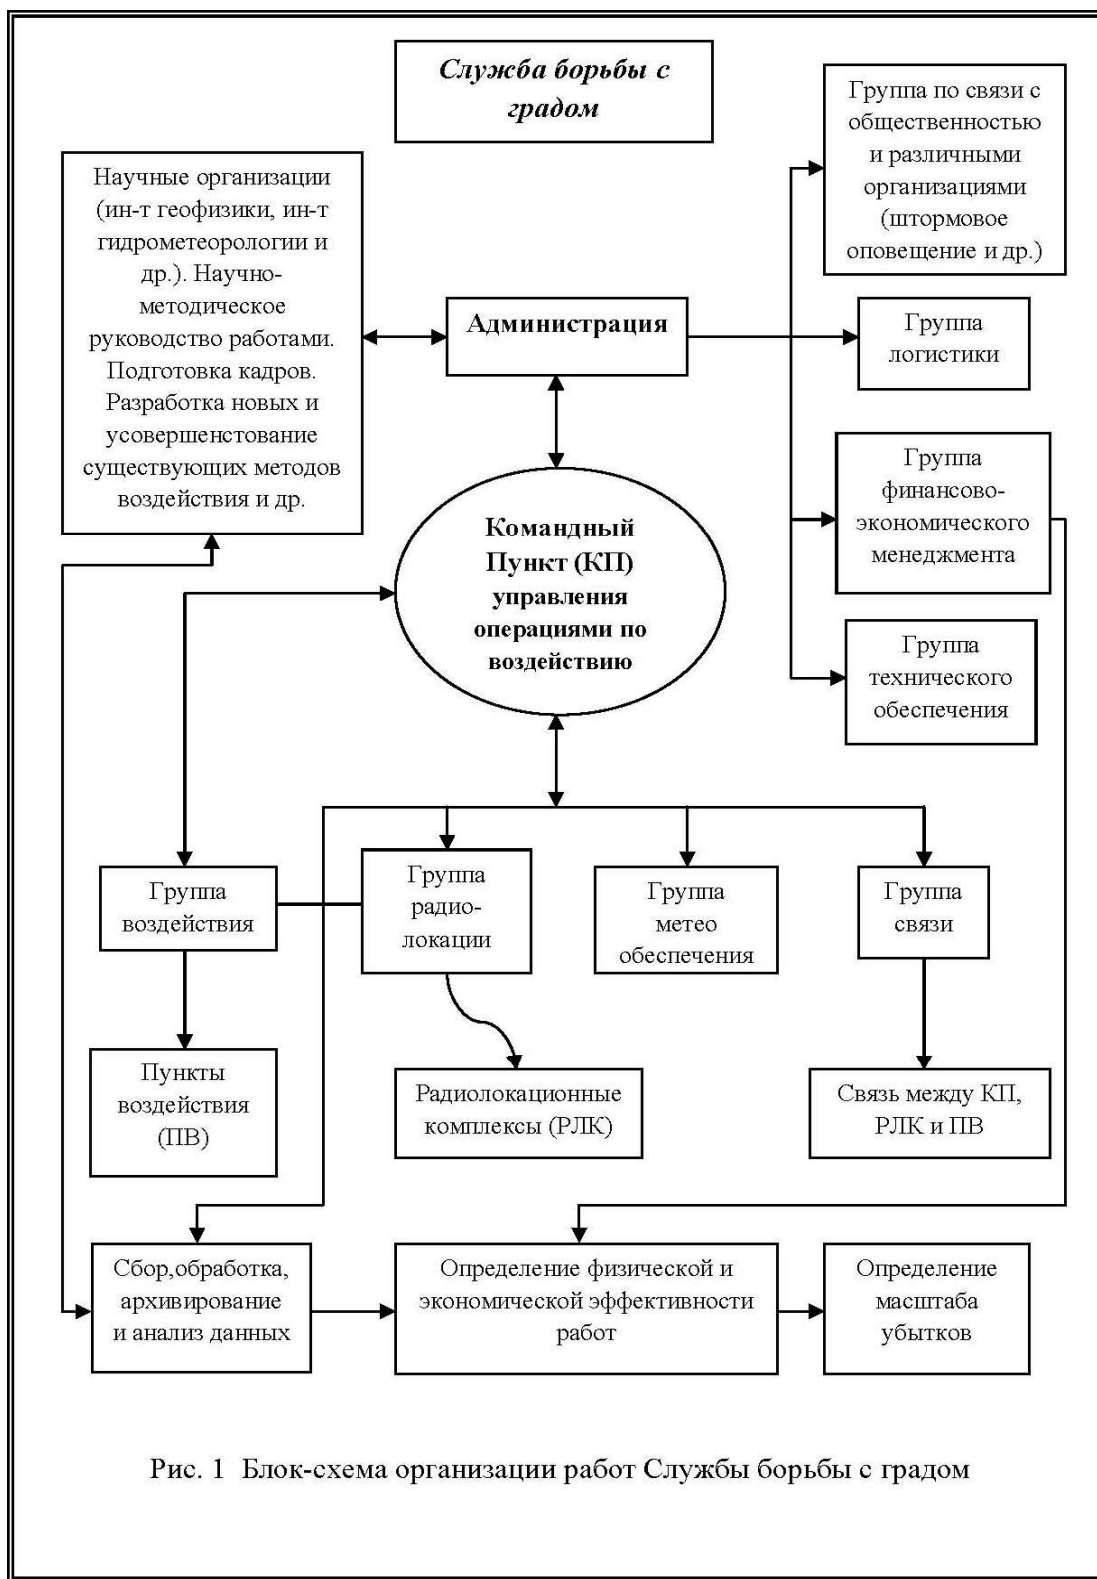 Служба борьбы с
градом
Группа по связи с
общественностью
и различными
организациями
(штормовое
оповещение и др.)
Научные организации
(ин-т геофизики, ин-т
гидрометеорологии и
др.). Научно-
методическое
руководство работами.
Подготовка кадров.
Разработка новых и
усовершенстование
существующих методов
воздействия и др.
Администрация
Группа
логистики
Группа
финансово-
экономического
менеджмента
Командный
Пункт (КП)
управления
операциями по
воздействию
Группа
технического
обеспечения
Группа
воздействия
Группа
радио-
локации
Группа
метео
обеспечения
Группа
связи
Пункты
воздействия
(ПВ)
Радиолокационные
комплексы (РЛК)
Связь между КП,
РЛК и ПВ
Сбор,обработка,
архивирование
и анализ данных
Определение физической и
экономической эффективности
работ
Определение
масштаба
убытков
Рис. 1 Блок-схема организации работ Службы борьбы с градом